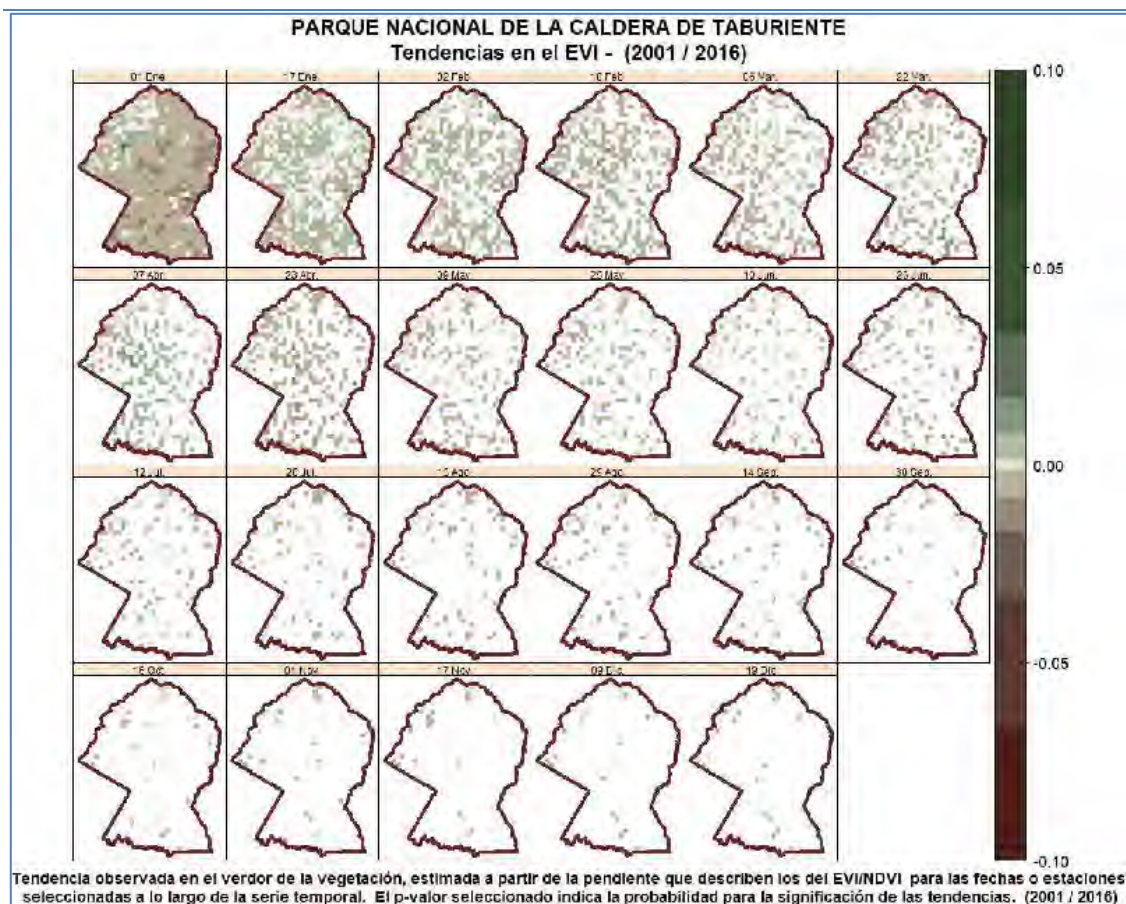 PARQUE NACIONAL DE LA CALDERA DE TABURIENTE
Tendencias en el EVI - (2001 / 2016)
01 Ene. 17 Ene. 02 Feb. 18 Feb. 06 Mar. 22 Mar.
07 Abr. 23 Abr. 09 May. 25 May. 10 Jun. 26 Jun.
12 Jul. 28 Jul. 13 Ago. 29 Ago. 14 Sep. 30 Sep.
16 Oct. 01 Nov. 17 Nov. Dic. 19 Dic.
0.10
0.05
0.00
-0.05
-0.10
Tendencia observada en el verdor de la vegetación, estimada a partir de la pendiente que describen los del EVI/NDVI para las fechas o estaciones
seleccionadas a lo largo de la serie temporal. El p-valor seleccionado indica la probabilidad para la significación de las tendencias. (2001 / 2016)